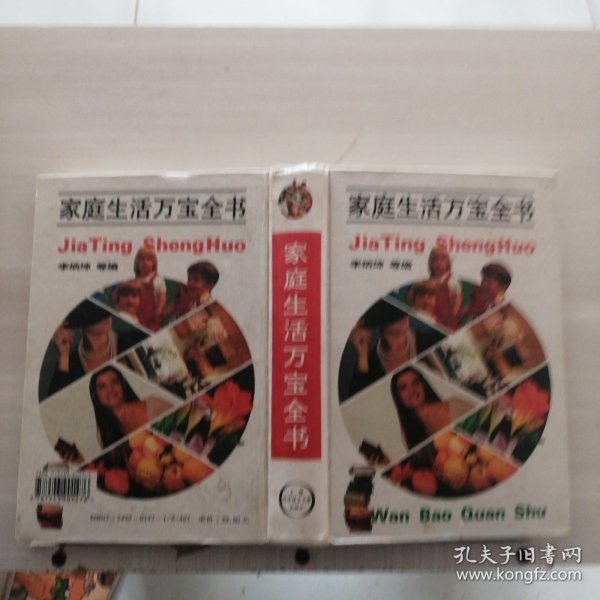 家庭生活万宝全书
JiaTing ShengHuo
李炳坤 等编
家庭生活万宝全书
家庭生活万宝全书
JiaTing ShengHuo
李炳坤 等编
Wan Bao Quan Shu
孔夫子旧书网
www.kongfz.com